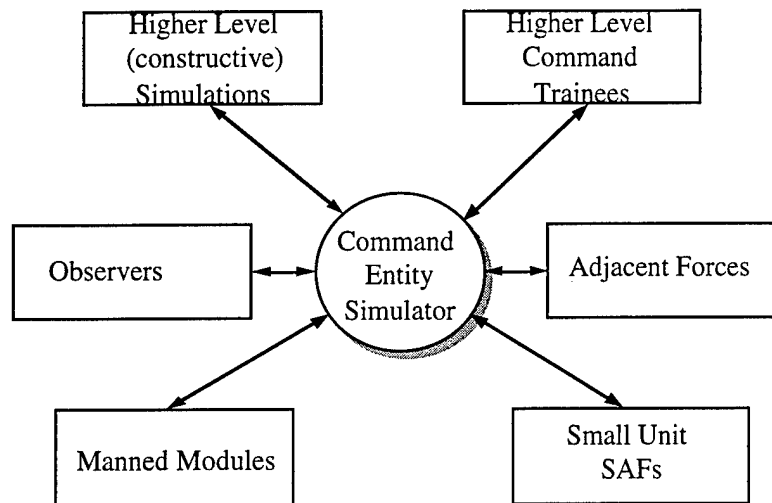 Higher Level
(constructive)
Simulations
Higher Level
Command
Trainees
Observers
Command
Entity
Simulator
Adjacent Forces
Manned Modules
Small Unit
SAFs